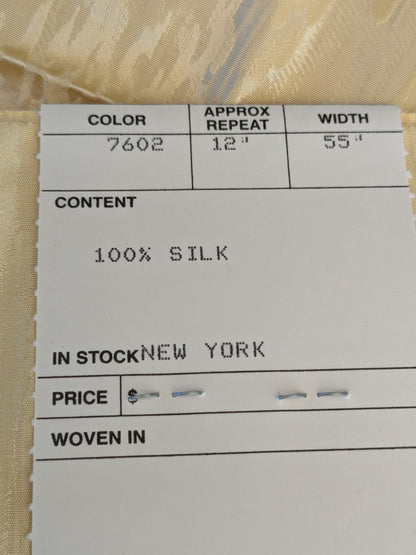 COLOR APPROX REPEAT WIDTH
7602 12" 55"
CONTENT
100% SILK
IN STOCK NEW YORK
PRICE $
WOVEN IN